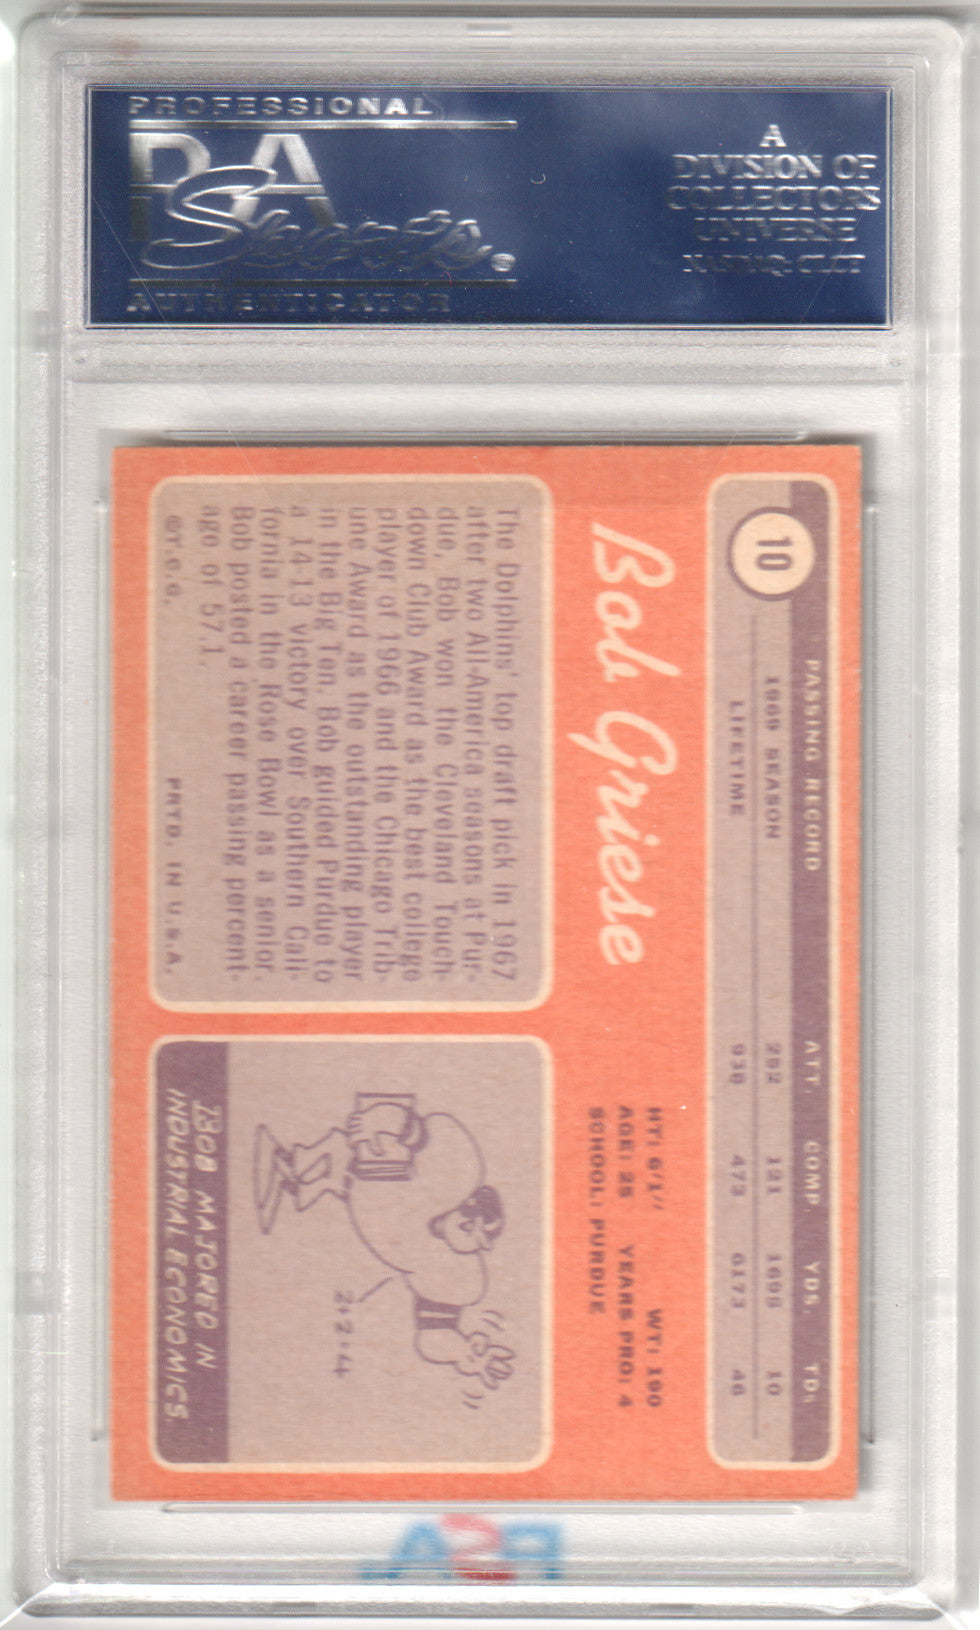 PROFESSIONAL
PSA
Sports
®
AUTHENTICATOR
A
DIVISION OF
COLLECTORS
UNIVERSE
NASDAQ: CLCT
10
PASSING RECORD ATT. COMP. YDS. TDs
1969 SEASON 252 121 1695 10
LIFETIME 938 473 6173 46
Bob Griese
HT: 6'1" WT: 190
AGE: 25 YEARS PRO: 4
SCHOOL: PURDUE
The Dolphins' top draft pick in 1967
after two All-America seasons at Pur-
due, Bob won the Cleveland Touch-
down Club Award as the best college
player of 1966 and the Chicago Trib-
une Award as the outstanding player
in the Big Ten. Bob guided Purdue to
a 14-13 victory over Southern Cali-
fornia in the Rose Bowl as a senior.
Bob posted a career passing percent-
age of 57.1.
©T.C.G. PRTD. IN U.S.A.
2+2=4
BOB MAJORED IN
INDUSTRIAL ECONOMICS.
PSA